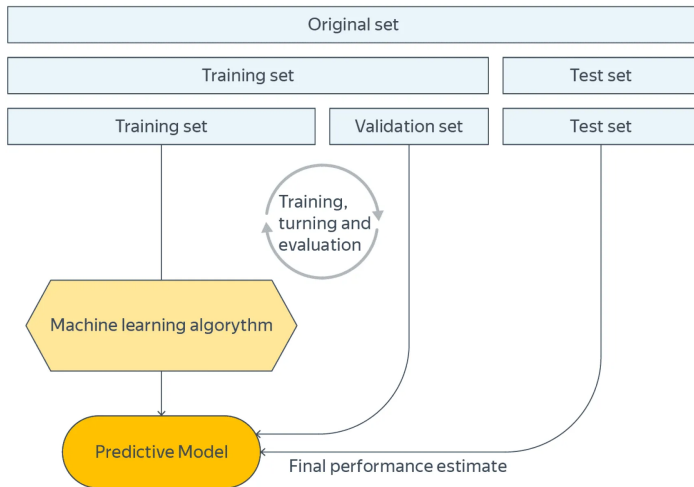 Original set
Training set
Test set
Training set
Validation set
Test set
Training,
turning and
evaluation
Machine learning algorythm
Predictive Model
Final performance estimate